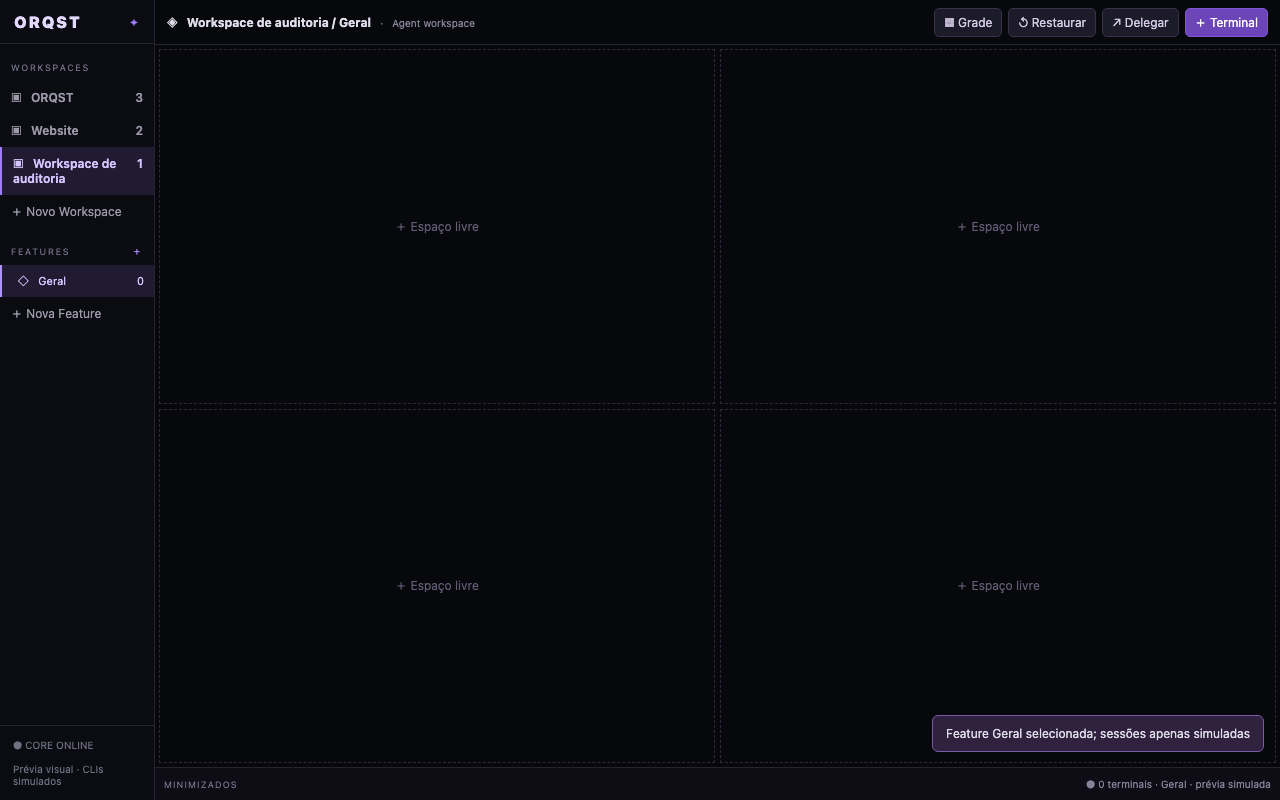 ORQST
Workspace de auditoria / Geral · Agent workspace
Grade
Restaurar
Delegar
+ Terminal
WORKSPACES
ORQST 3
Website 2
Workspace de 1
auditoria
+ Novo Workspace
FEATURES +
Geral 0
+ Nova Feature
+ Espaço livre
+ Espaço livre
+ Espaço livre
+ Espaço livre
Feature Geral selecionada; sessões apenas simuladas
CORE ONLINE
Prévia visual · CLIs
simulados
MINIMIZADOS
0 terminais · Geral · prévia simulada